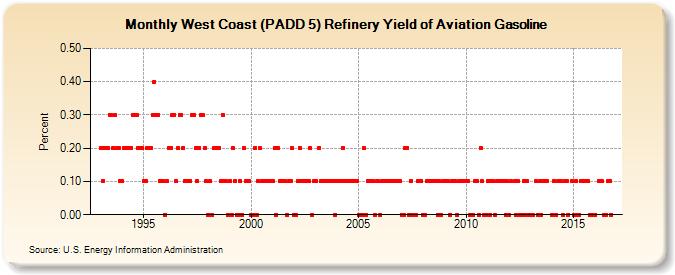 Monthly West Coast (PADD 5) Refinery Yield of Aviation Gasoline
Percent
0.50
0.40
0.30
0.20
0.10
0.00
1995 2000 2005 2010 2015
Source: U.S. Energy Information Administration